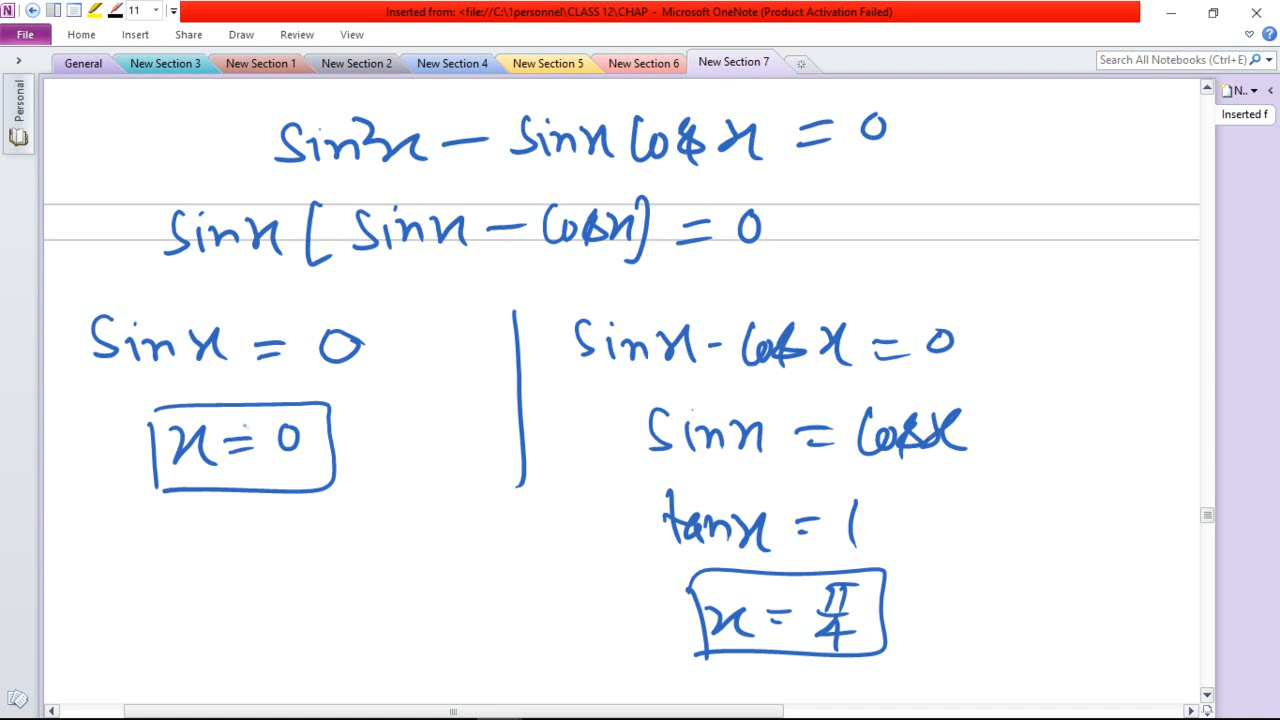 Inserted from: <file://C:\1personnel\CLASS 12\CHAP - Microsoft OneNote (Product Activation Failed)
11
File Home Insert Share Draw Review View
General New Section 3 New Section 1 New Section 2 New Section 4 New Section 5 New Section 6 New Section 7 Search All Notebooks (Ctrl+E)
Personal
N..
Inserted f
sin²x - sinx cosx = 0
sinx [ sinx - cosx] = 0
sinx = 0
x = 0
sinx - cosx = 0
sinx = cosx
tanx = 1
x = π/4